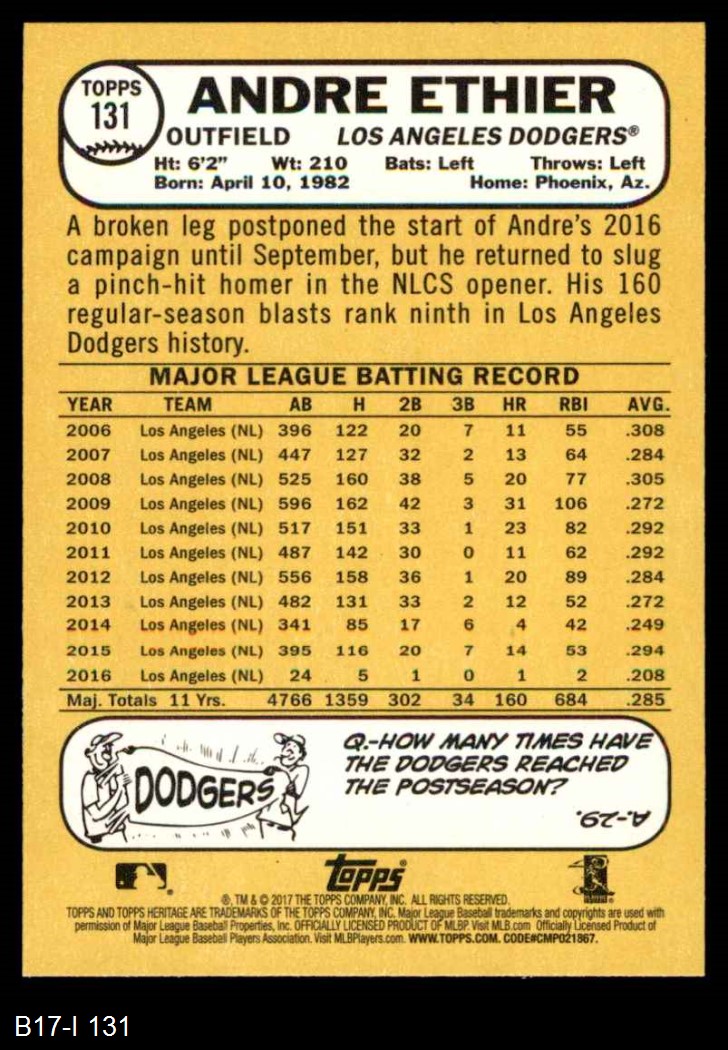 TOPPS
131
ANDRE ETHIER
OUTFIELD LOS ANGELES DODGERS®
Ht: 6'2" Wt: 210 Bats: Left Throws: Left
Born: April 10, 1982 Home: Phoenix, Az.
A broken leg postponed the start of Andre's 2016
campaign until September, but he returned to slug
a pinch-hit homer in the NLCS opener. His 160
regular-season blasts rank ninth in Los Angeles
Dodgers history.
MAJOR LEAGUE BATTING RECORD
YEAR TEAM AB H 2B 3B HR RBI AVG.
2006 Los Angeles (NL) 396 122 20 7 11 55 .308
2007 Los Angeles (NL) 447 127 32 2 13 64 .284
2008 Los Angeles (NL) 525 160 38 5 20 77 .305
2009 Los Angeles (NL) 596 162 42 3 31 106 .272
2010 Los Angeles (NL) 517 151 33 1 23 82 .292
2011 Los Angeles (NL) 487 142 30 0 11 62 .292
2012 Los Angeles (NL) 556 158 36 1 20 89 .284
2013 Los Angeles (NL) 482 131 33 2 12 52 .272
2014 Los Angeles (NL) 341 85 17 6 4 42 .249
2015 Los Angeles (NL) 395 116 20 7 14 53 .294
2016 Los Angeles (NL) 24 5 1 0 1 2 .208
Maj. Totals 11 Yrs. 4766 1359 302 34 160 684 .285
DODGERS
Q.-HOW MANY TIMES HAVE
THE DODGERS REACHED
THE POSTSEASON?
A.-29.
topps®
®, TM & © 2017 THE TOPPS COMPANY, INC. ALL RIGHTS RESERVED.
TOPPS AND TOPPS HERITAGE ARE TRADEMARKS OF THE TOPPS COMPANY, INC. Major League Baseball trademarks and copyrights are used with
permission of Major League Baseball Properties, Inc. OFFICIALLY LICENSED PRODUCT OF MLBP. Visit MLB.com Officially Licensed Product of
Major League Baseball Players Association. Visit MLBPlayers.com. WWW.TOPPS.COM. CODE#CMP021867.
B17-I 131